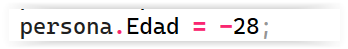 persona.Edad = -28;